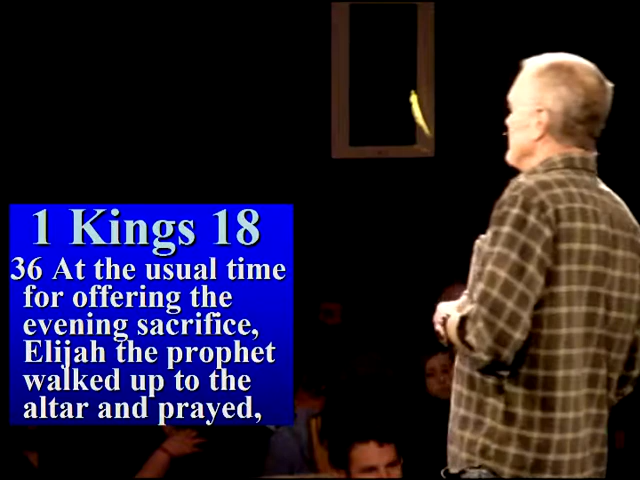 1 Kings 18
36 At the usual time
for offering the
evening sacrifice,
Elijah the prophet
walked up to the
altar and prayed,